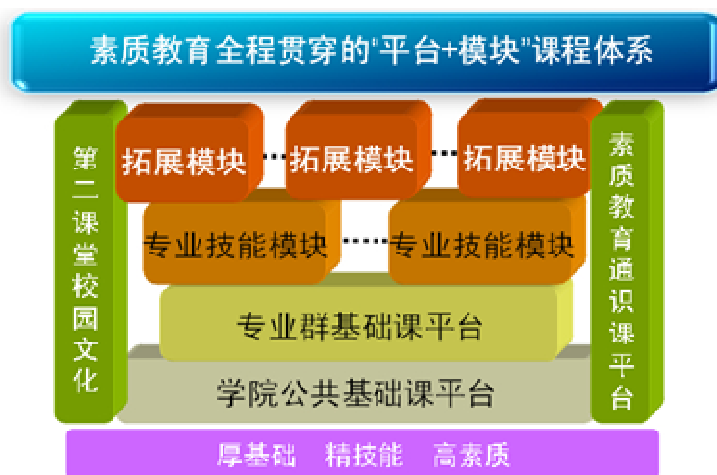 素质教育全程贯穿的"平台+模块"课程体系
第二课堂校园文化
拓展模块……拓展模块……拓展模块
专业技能模块……专业技能模块
专业群基础课平台
学院公共基础课平台
素质教育通识课平台
厚基础 精技能 高素质